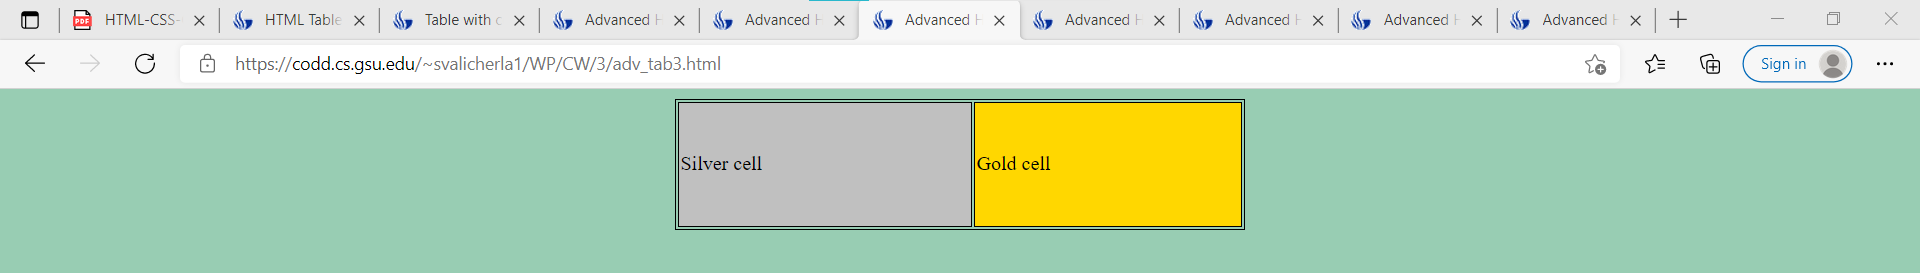 HTML-CSS-
HTML Table
Table with c
Advanced H
Advanced H
Advanced H
Advanced H
Advanced H
Advanced H
Advanced H
https://codd.cs.gsu.edu/~svalicherla1/WP/CW/3/adv_tab3.html
Sign in
Silver cell
Gold cell